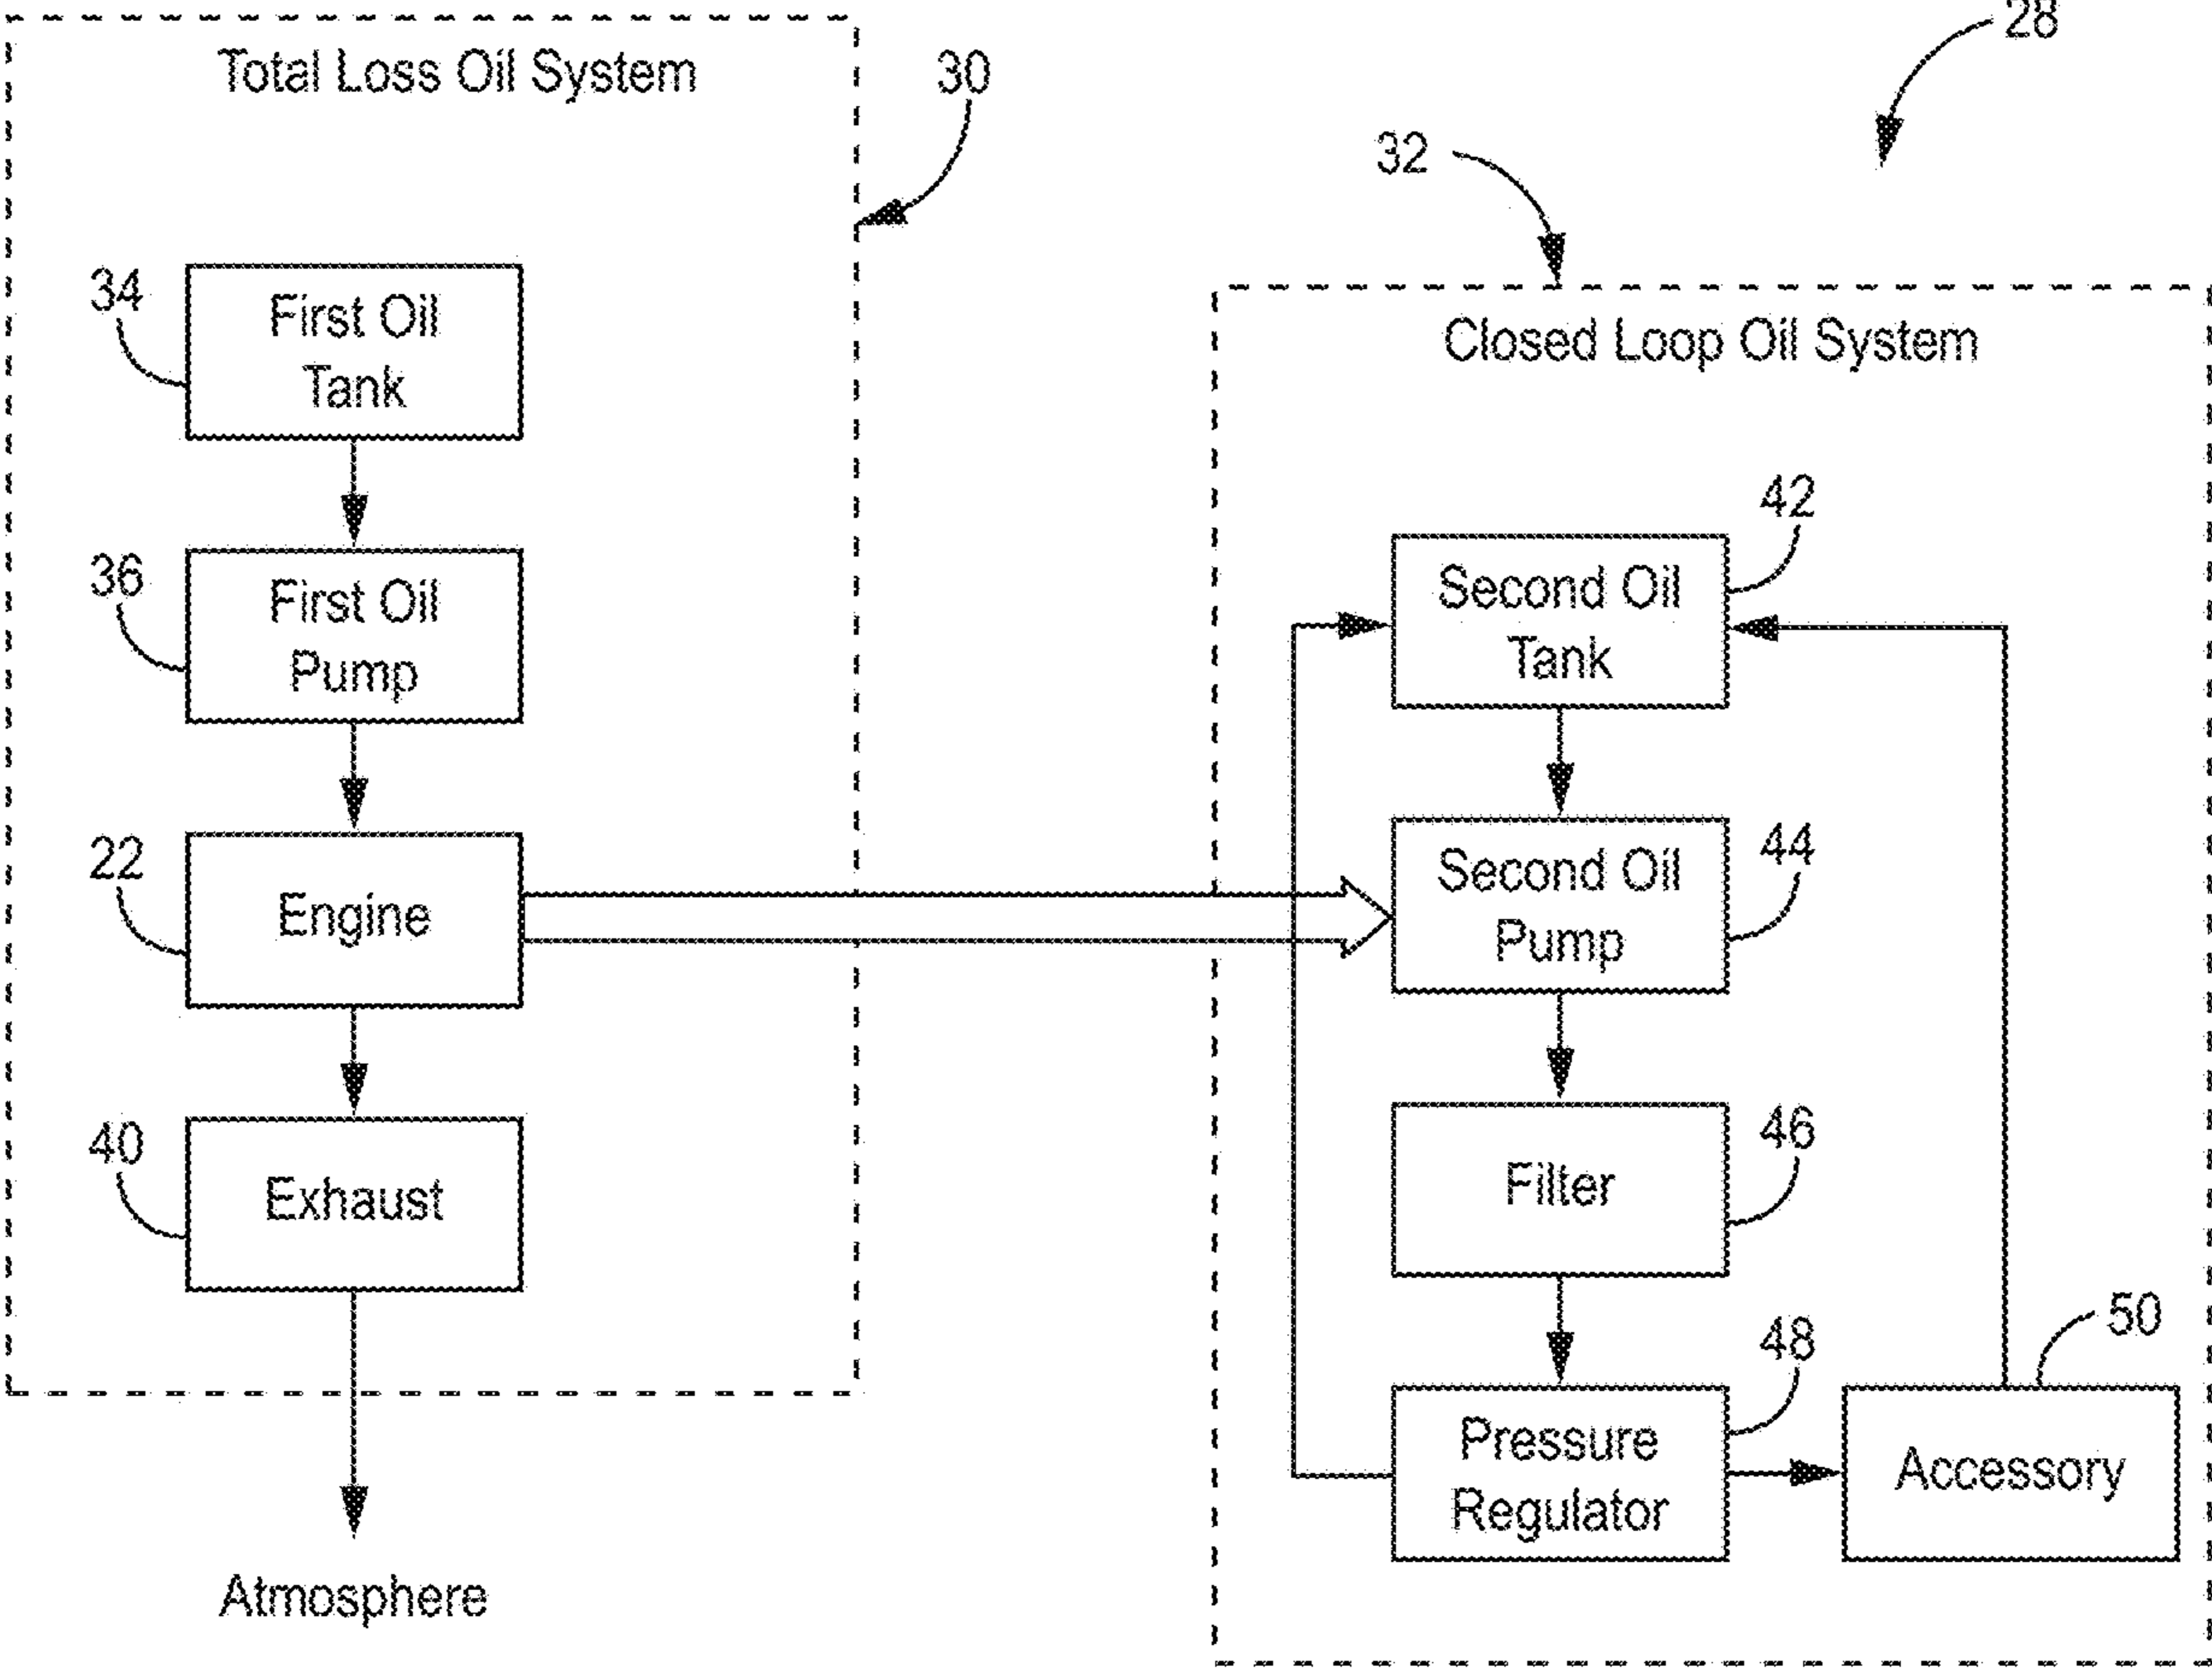 28
Total Loss Oil System
30
32
34
First Oil
Tank
Closed Loop Oil System
36
First Oil
Pump
42
Second Oil
Tank
22
Engine
44
Second Oil
Pump
40
Exhaust
46
Filter
50
48
Pressure
Regulator
Accessory
Atmosphere